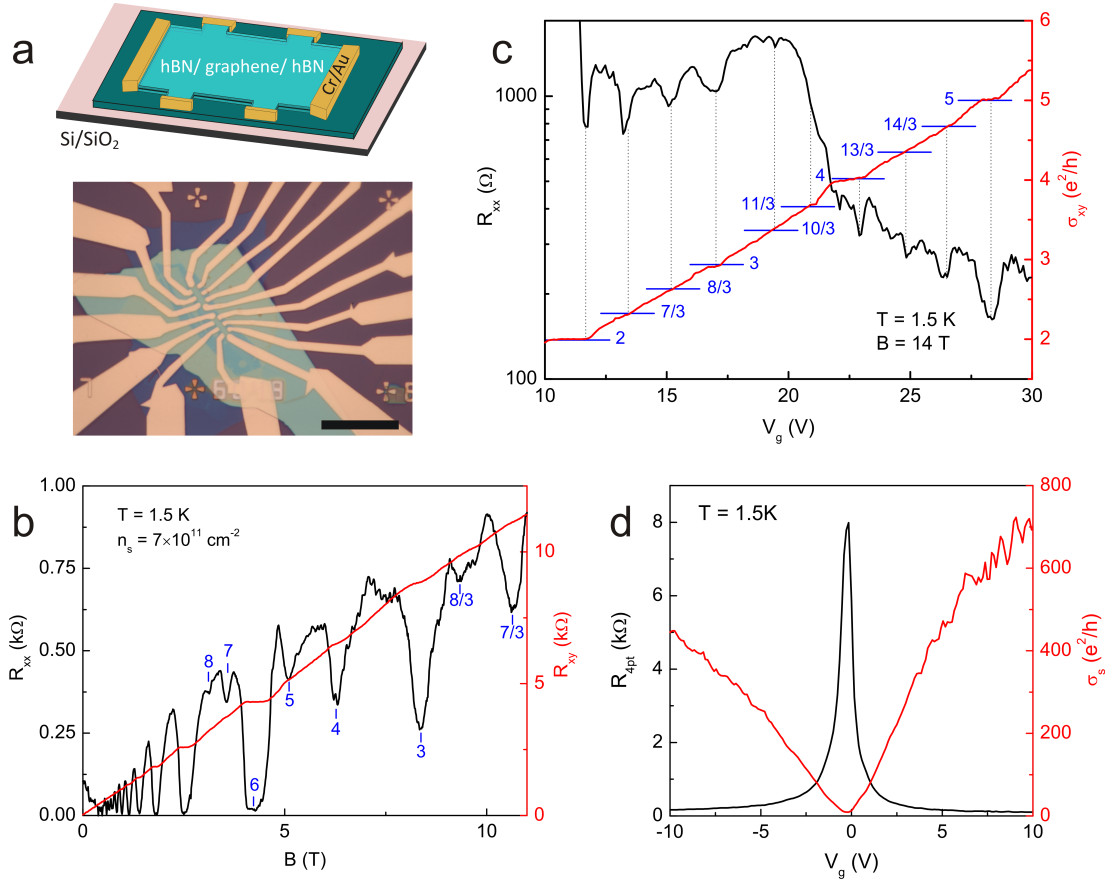 a
hBN/ graphene/ hBN
Cr/Au
Si/SiO₂
c
1000
100
R_xx (Ω)
2
7/3
8/3
3
10/3
11/3
4
13/3
14/3
5
T = 1.5 K
B = 14 T
10
15
20
25
30
V_g (V)
6
5
4
3
2
σ_xy (e²/h)
b
T = 1.5 K
n_s = 7×10¹¹ cm⁻²
1.00
0.75
0.50
0.25
0.00
R_xx (kΩ)
8
7
6
5
4
3
8/3
7/3
0
5
10
B (T)
10
5
0
R_xy (kΩ)
d
T = 1.5K
8
6
4
2
0
R_4pt (kΩ)
-10
-5
0
5
10
V_g (V)
800
600
400
200
0
σ_s (e²/h)